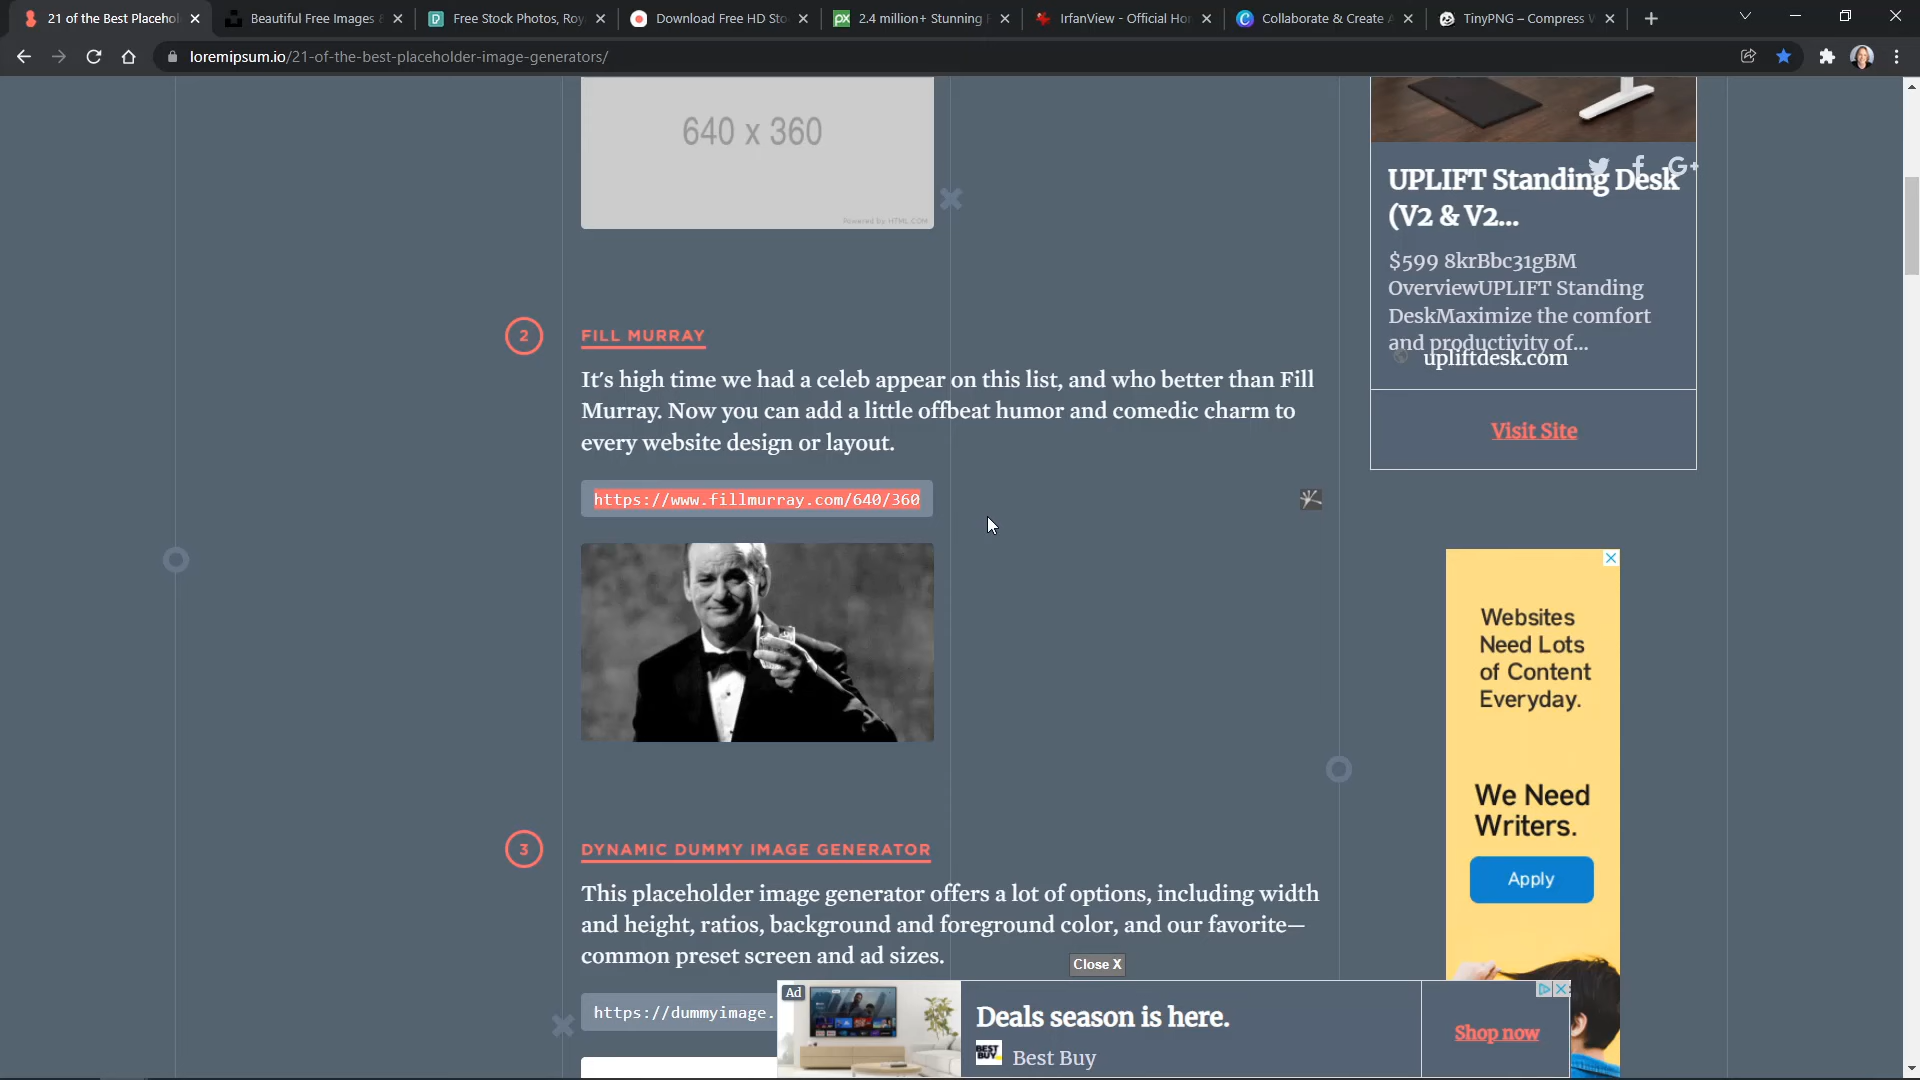 21 of the Best Placehol
Beautiful Free Images &
Free Stock Photos, Roy
Download Free HD Sto
2.4 million+ Stunning F
IrfanView - Official Ho
Collaborate & Create A
TinyPNG – Compress W
loremipsum.io/21-of-the-best-placeholder-image-generators/
640 x 360
Powered by HTML.COM
2
FILL MURRAY
It's high time we had a celeb appear on this list, and who better than Fill
Murray. Now you can add a little offbeat humor and comedic charm to
every website design or layout.
https://www.fillmurray.com/640/360
3
DYNAMIC DUMMY IMAGE GENERATOR
This placeholder image generator offers a lot of options, including width
and height, ratios, background and foreground color, and our favorite—
common preset screen and ad sizes.
https://dummyimage.
UPLIFT Standing Desk
(V2 & V2...
$599 8krBbc31gBM
OverviewUPLIFT Standing
DeskMaximize the comfort
and productivity of...
upliftdesk.com
Visit Site
Websites
Need Lots
of Content
Everyday.
We Need
Writers.
Apply
Close X
Ad
Deals season is here.
BEST BUY
Best Buy
Shop now